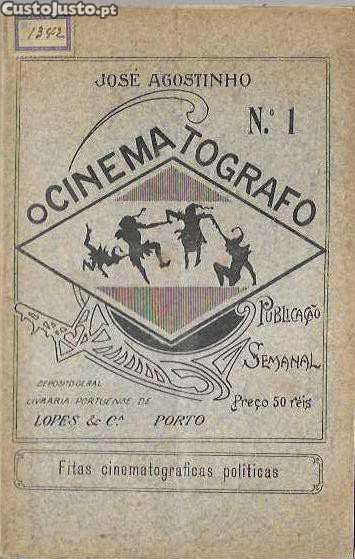 CustoJusto.pt
1342
JOSÉ AGOSTINHO
N.º 1
O CINEMATOGRAFO
PUBLICAÇÃO
SEMANAL
DEPOSITO GERAL
LIVRARIA PORTUENSE DE
Preço 50 réis
LOPES & C.ª PORTO
Fitas cinematograficas politicas